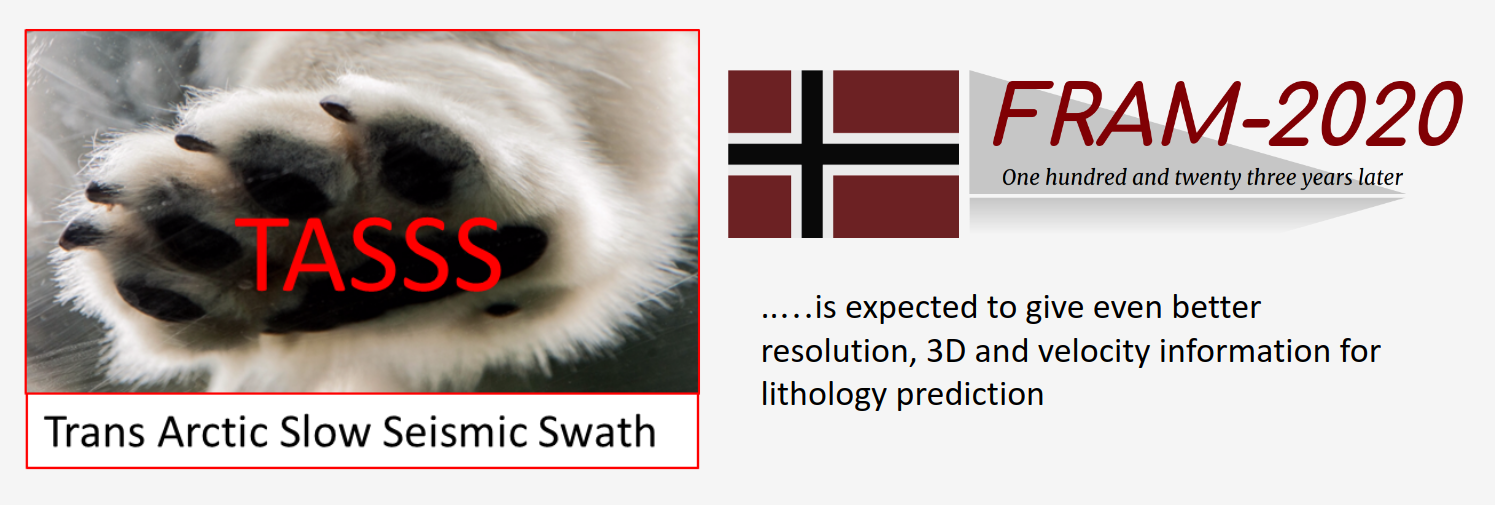 TASSS
Trans Arctic Slow Seismic Swath
FRAM-2020
One hundred and twenty three years later
…..is expected to give even better
resolution, 3D and velocity information for
lithology prediction